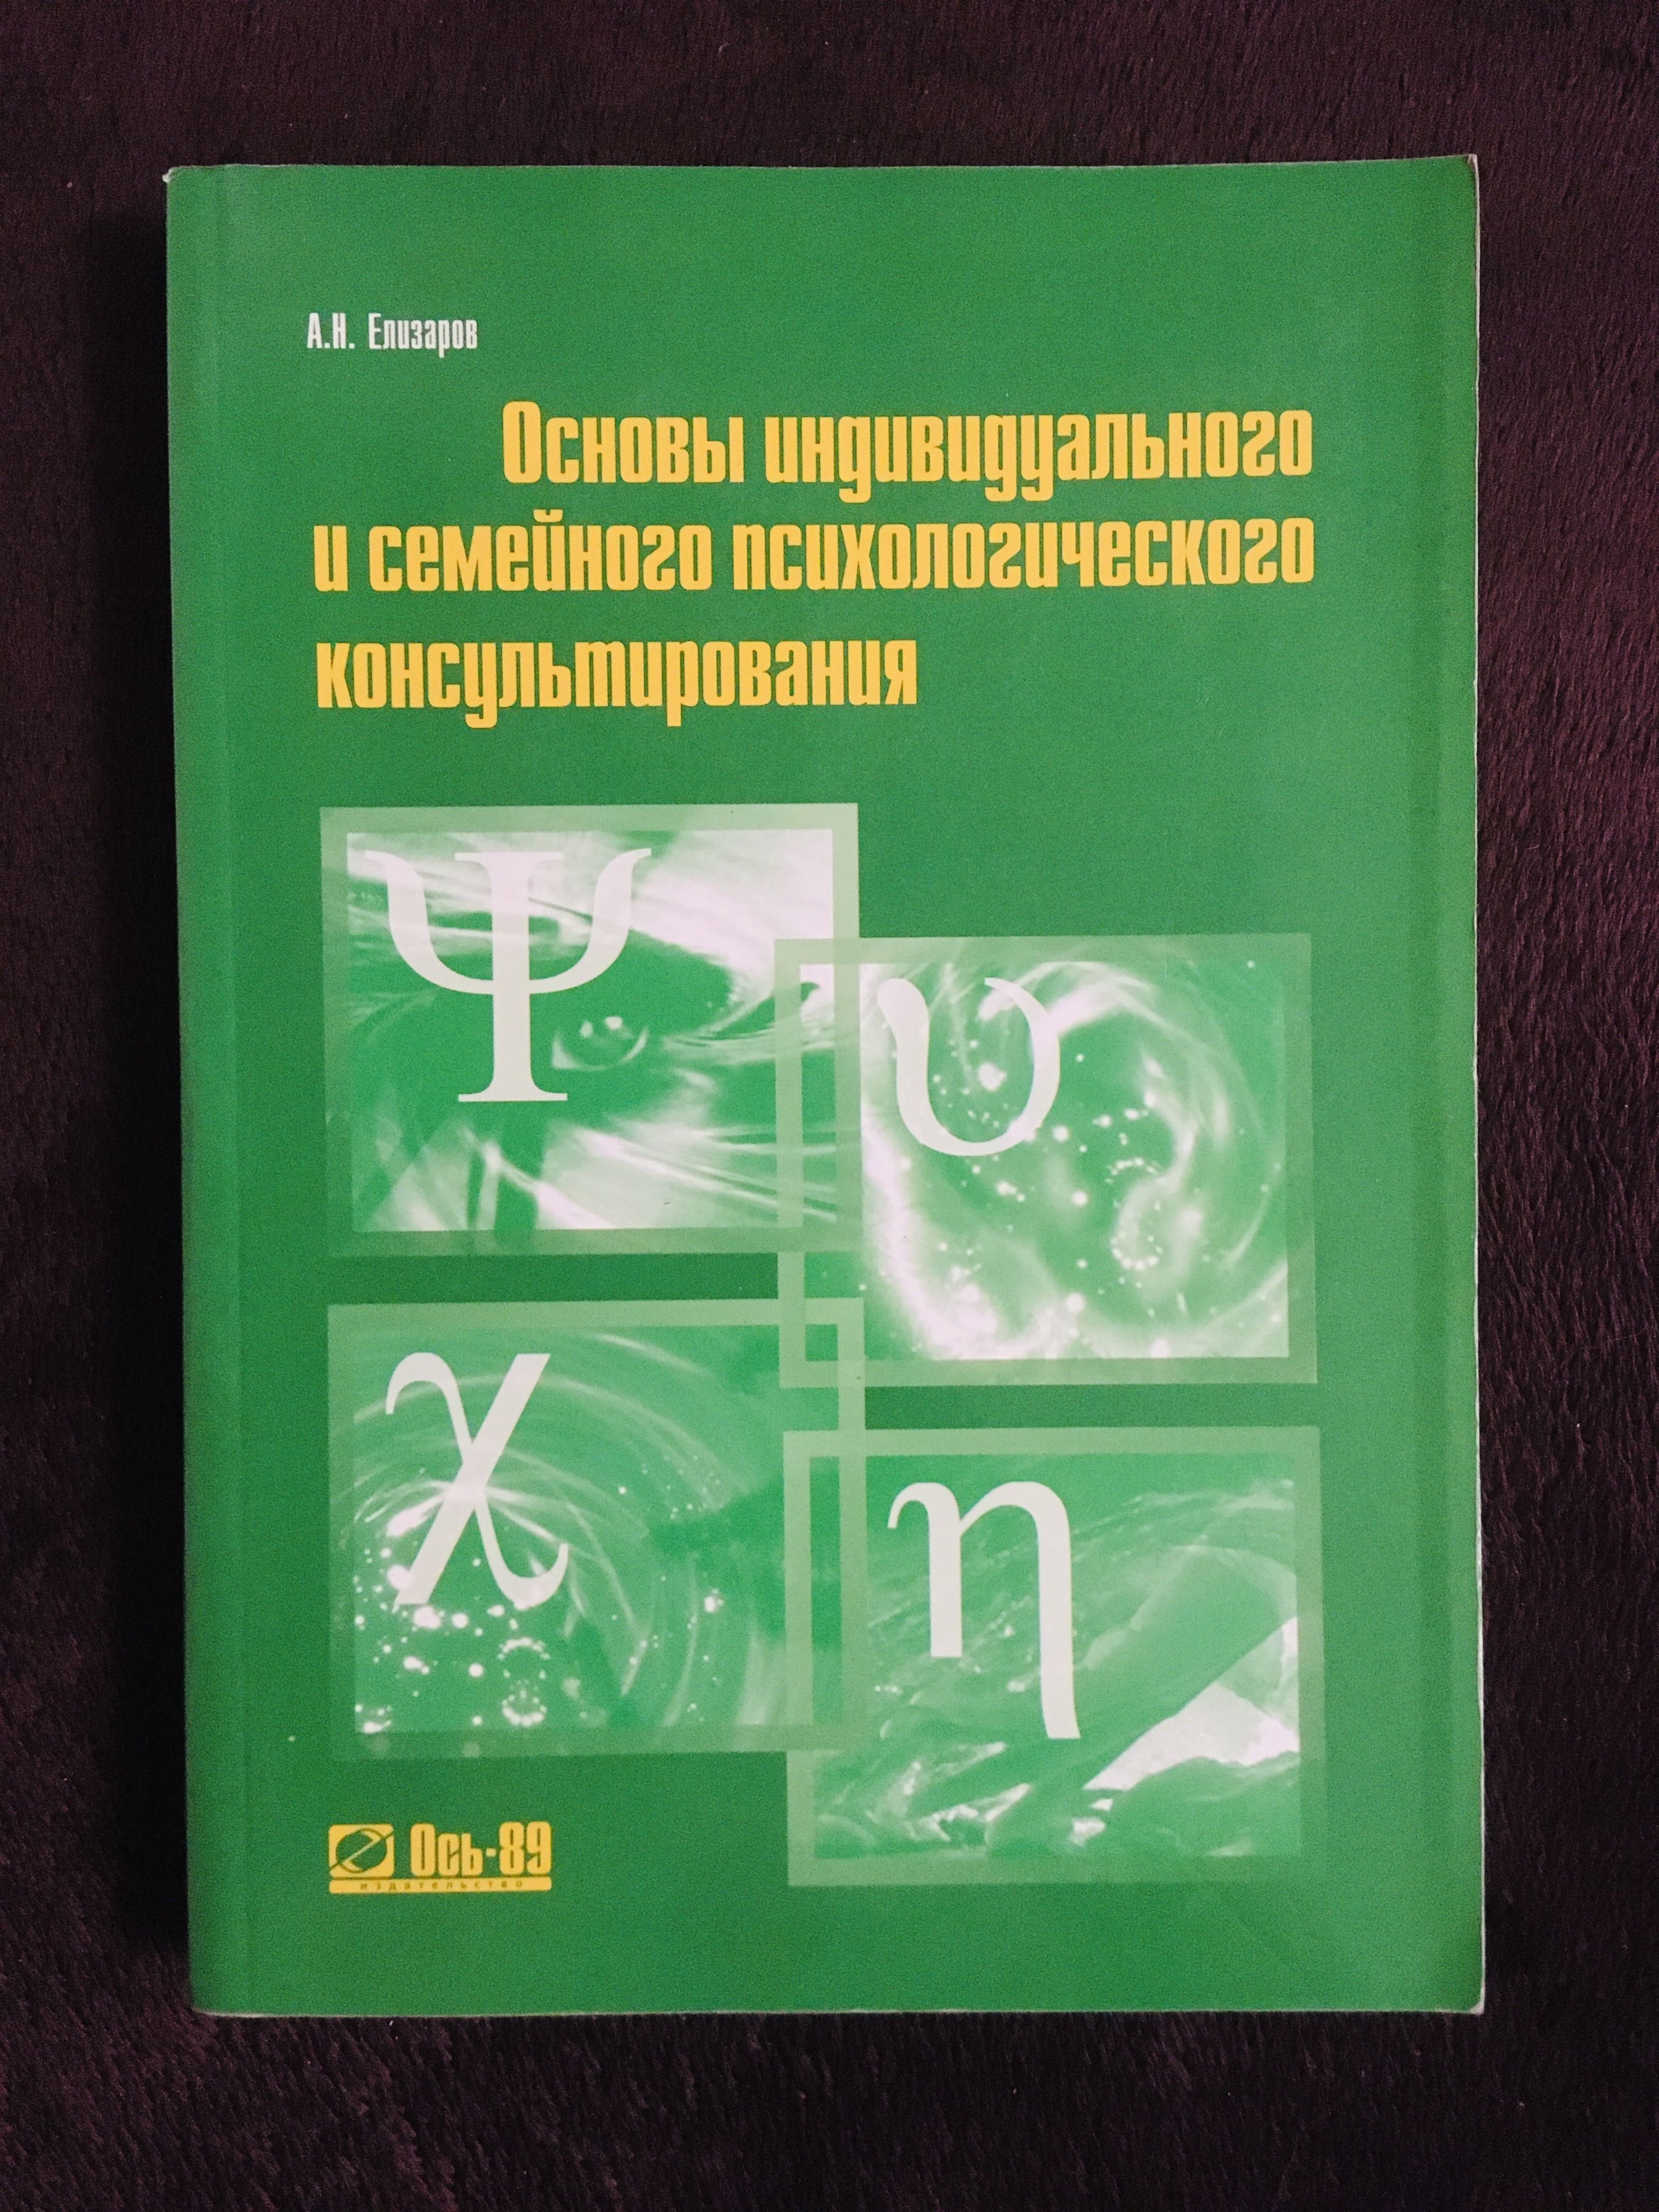 А.Н. Елизаров
Основы индивидуального
и семейного психологического
консультирования
Ψ
υ
χ
η
Ось-89
издательство